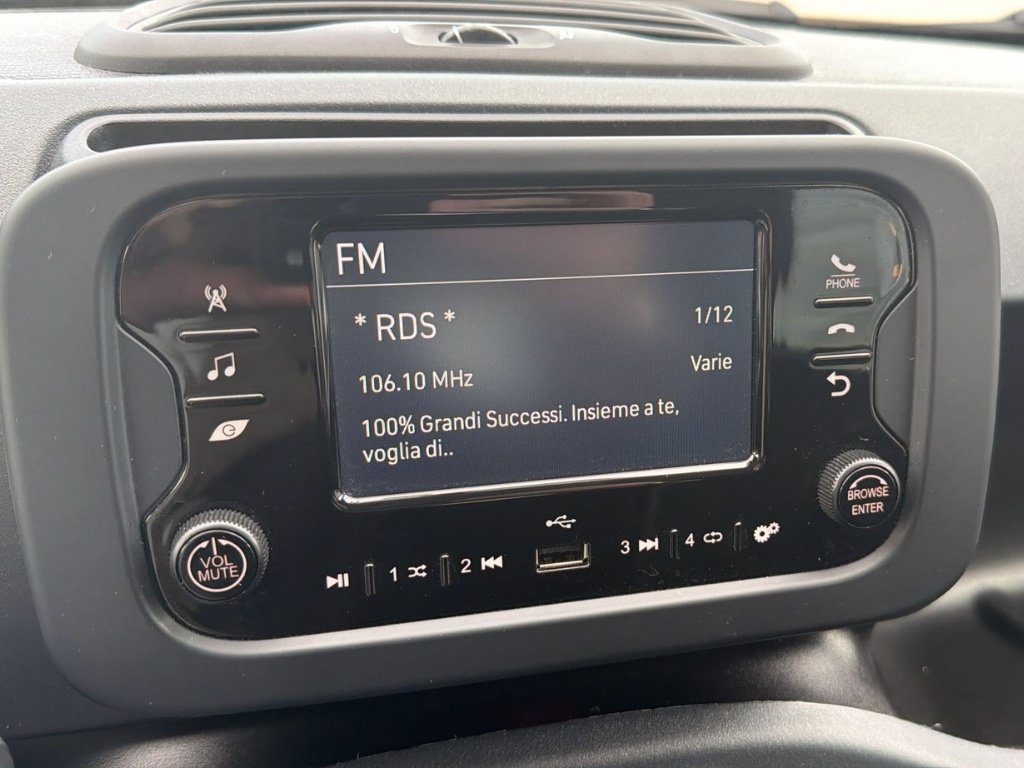 FM
* RDS *
1/12
106.10 MHz
Varie
100% Grandi Successi. Insieme a te,
voglia di..
PHONE
VOL
MUTE
BROWSE
ENTER
1
2
3
4